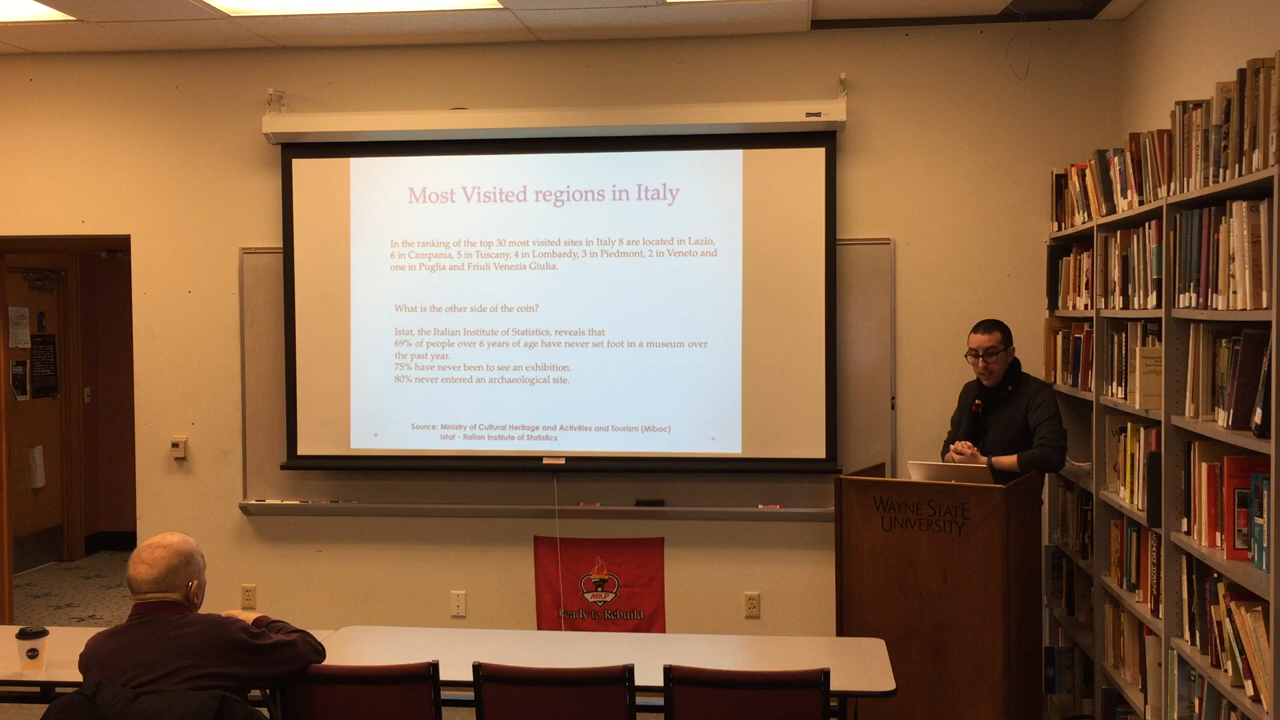 Most Visited regions in Italy
In the ranking of the top 30 most visited sites in Italy 8 are located in Lazio,
6 in Campania, 5 in Tuscany, 4 in Lombardy, 3 in Piedmont, 2 in Veneto and
one in Puglia and Friuli Venezia Giulia.
What is the other side of the coin?
Istat, the Italian Institute of Statistics, reveals that
69% of people over 6 years of age have never set foot in a museum over
the past year.
75% have never been to see an exhibition.
80% never entered an archaeological site.
Source: Ministry of Cultural Heritage and Activities and Tourism (Mibac)
Istat - Italian Institute of Statistics
WAYNE STATE
UNIVERSITY
Ready to Rebuild